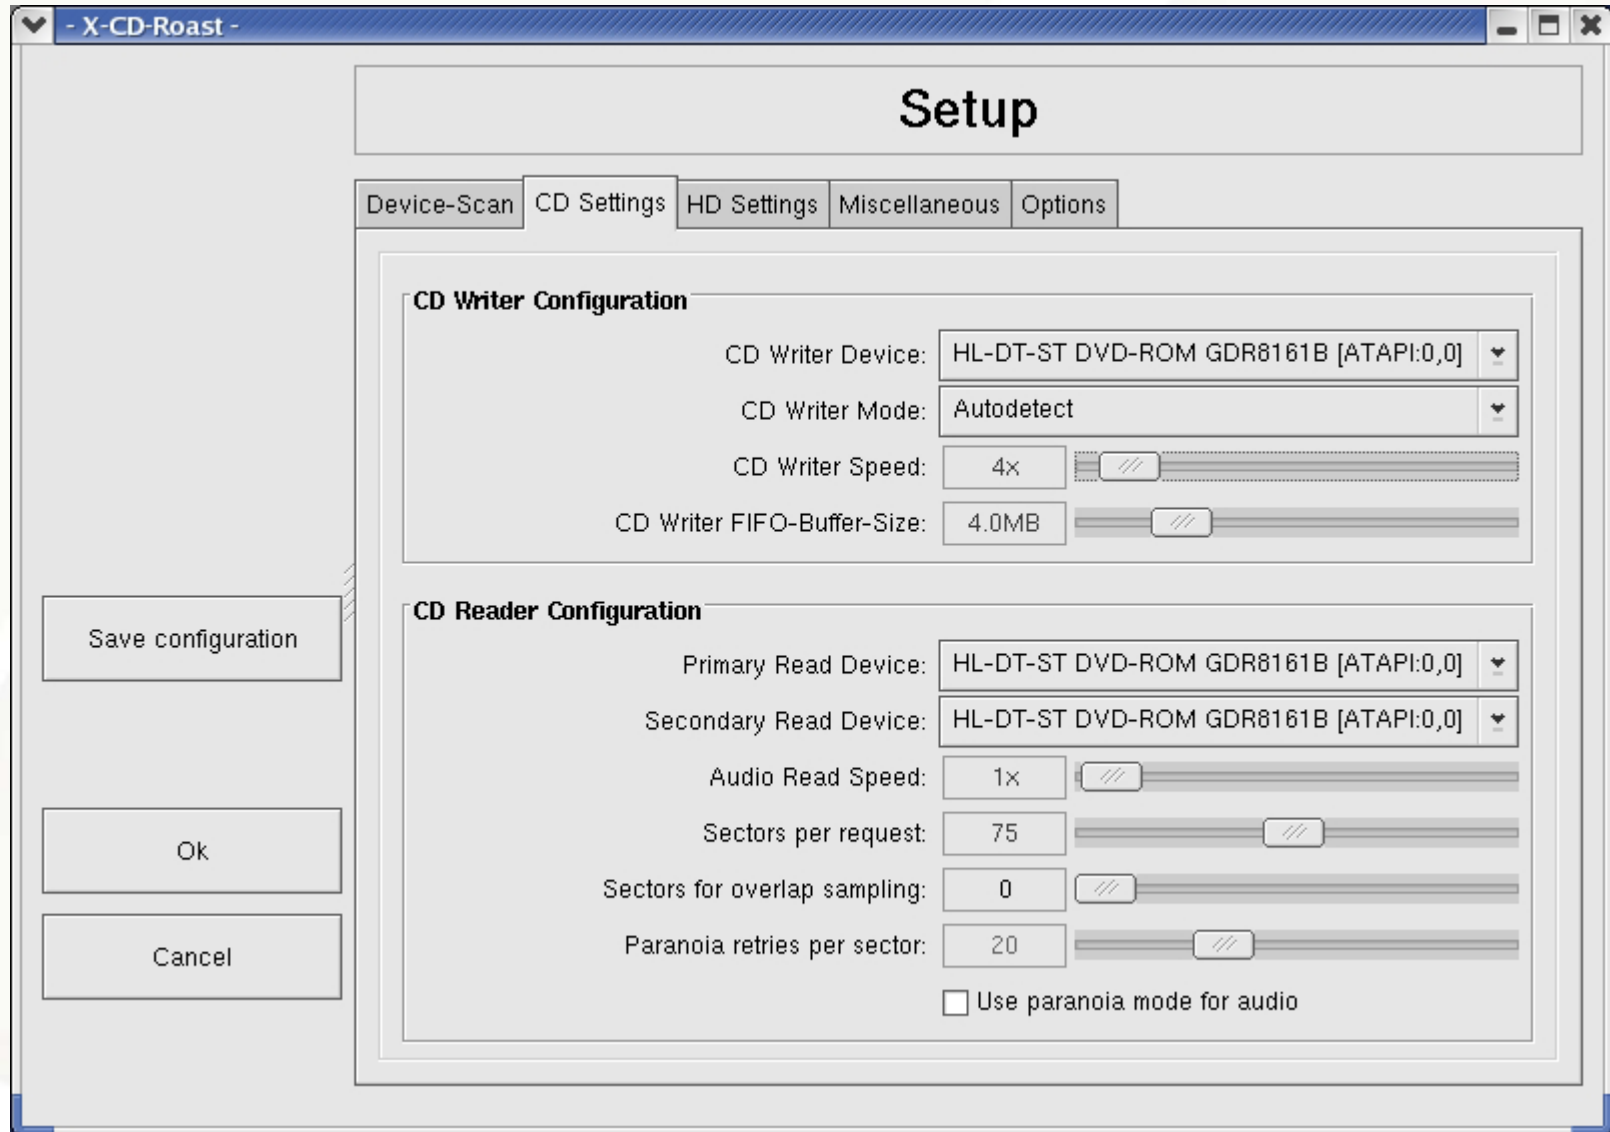 - X-CD-Roast -
Setup
Device-Scan CD Settings HD Settings Miscellaneous Options
CD Writer Configuration
CD Writer Device: HL-DT-ST DVD-ROM GDR8161B [ATAPI:0,0]
CD Writer Mode: Autodetect
CD Writer Speed: 4x
CD Writer FIFO-Buffer-Size: 4.0MB
CD Reader Configuration
Save configuration
Primary Read Device: HL-DT-ST DVD-ROM GDR8161B [ATAPI:0,0]
Secondary Read Device: HL-DT-ST DVD-ROM GDR8161B [ATAPI:0,0]
Audio Read Speed: 1x
Sectors per request: 75
Ok
Sectors for overlap sampling: 0
Paranoia retries per sector: 20
Cancel
Use paranoia mode for audio